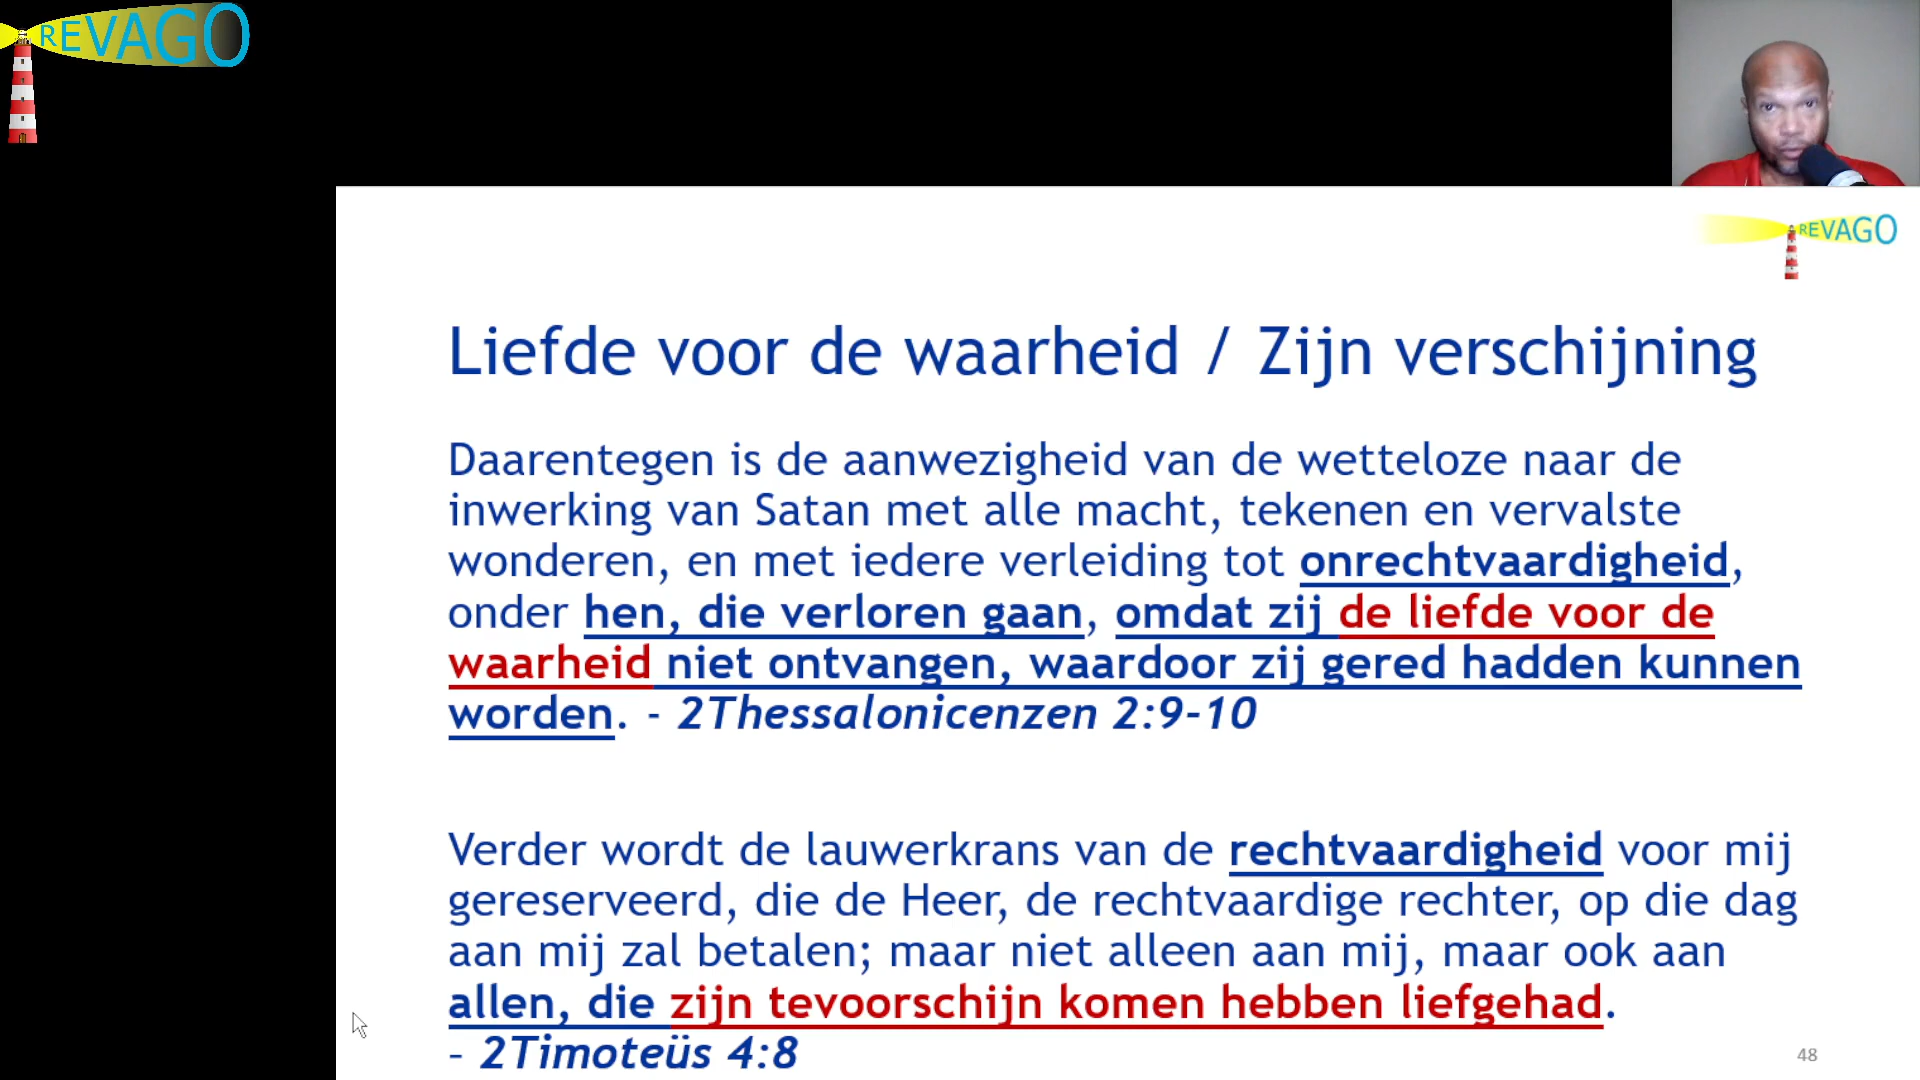 REVAGO
REVAGO
Liefde voor de waarheid / Zijn verschijning
Daarentegen is de aanwezigheid van de wetteloze naar de
inwerking van Satan met alle macht, tekenen en vervalste
wonderen, en met iedere verleiding tot onrechtvaardigheid,
onder hen, die verloren gaan, omdat zij de liefde voor de
waarheid niet ontvangen, waardoor zij gered hadden kunnen
worden. - 2Thessalonicenzen 2:9-10
Verder wordt de lauwerkrans van de rechtvaardigheid voor mij
gereserveerd, die de Heer, de rechtvaardige rechter, op die dag
aan mij zal betalen; maar niet alleen aan mij, maar ook aan
allen, die zijn tevoorschijn komen hebben liefgehad.
– 2Timoteüs 4:8
48